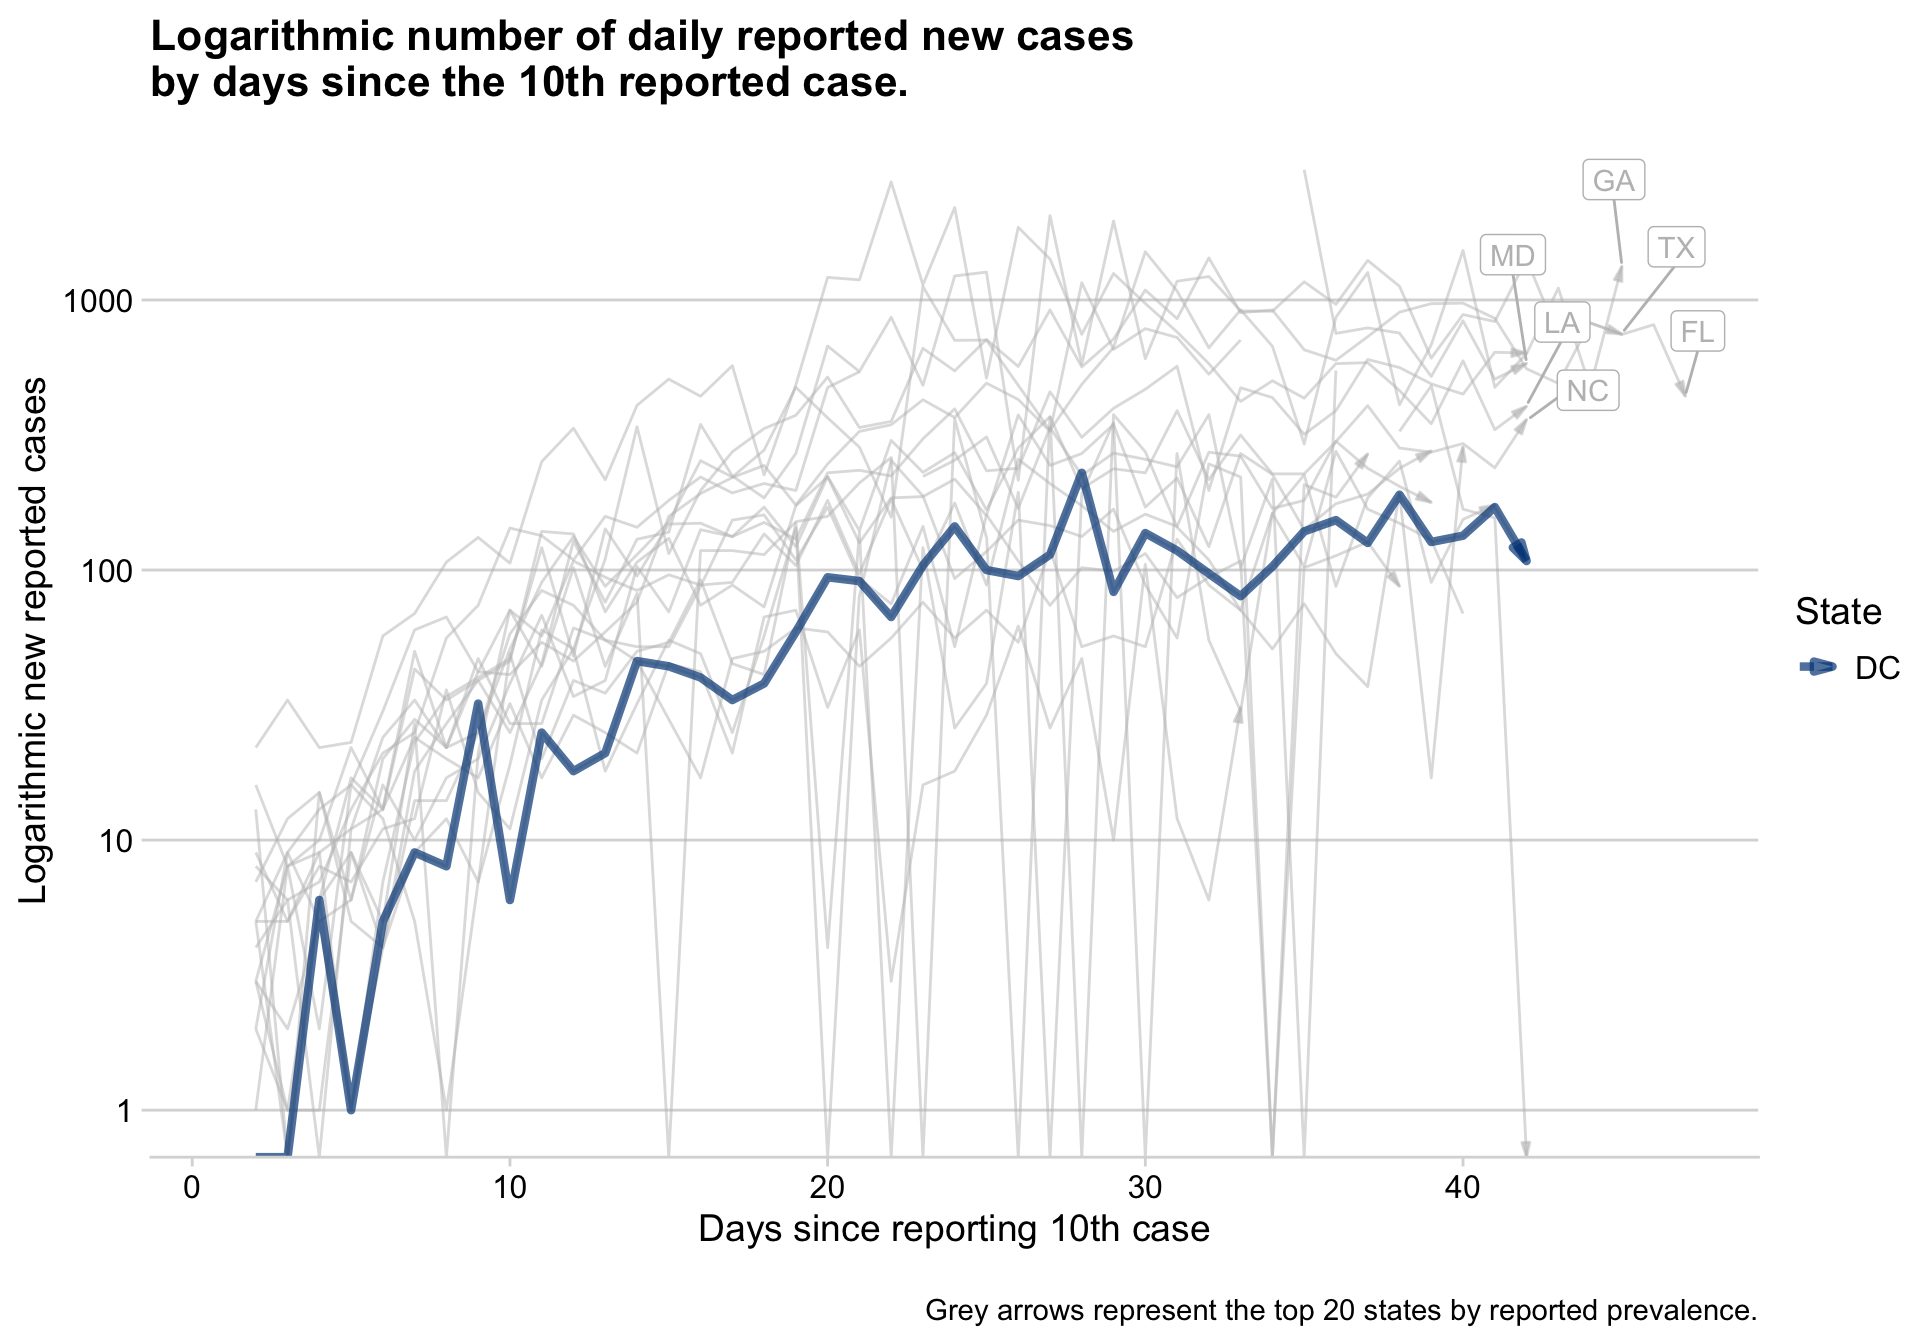 Logarithmic number of daily reported new cases
by days since the 10th reported case.
Logarithmic new reported cases
1000
100
10
1
GA
TX
MD
LA
FL
NC
State
DC
0
10
20
30
40
Days since reporting 10th case
Grey arrows represent the top 20 states by reported prevalence.